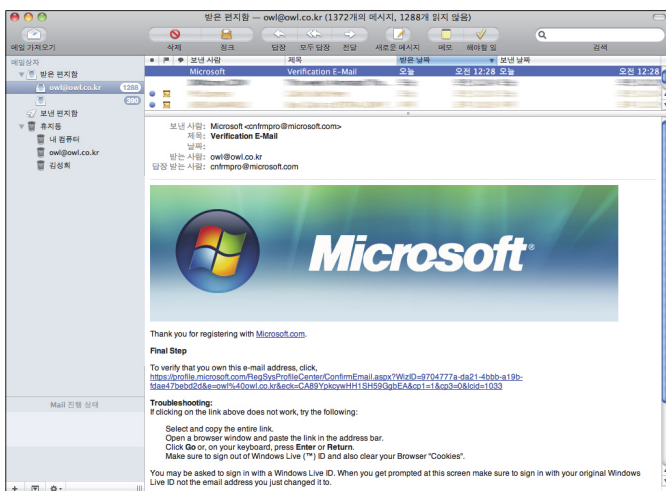 받은 편지함 — owl@owl.co.kr (1372개의 메시지, 1288개 읽지 않음)
메일 가져오기 삭제 정크 답장 모두 답장 전달 새로운 메시지 메모 해야할 일 검색
메일상자
받은 편지함
owl@owl.co.kr 1288
390
보낸 편지함
휴지통
내 컴퓨터
owl@owl.co.kr
김성희
Mail 진행 상태
보낸 사람 제목 받은 날짜 보낸 날짜
Microsoft Verification E-Mail 오늘 오전 12:28 오늘 오전 12:28
보낸 사람: Microsoft <cnfrmpro@microsoft.com>
제목: Verification E-Mail
날짜:
받는 사람: owl@owl.co.kr
답장 받는 사람: cnfrmpro@microsoft.com
Microsoft®
Thank you for registering with Microsoft.com.
Final Step
To verify that you own this e-mail address, click,
https://profile.microsoft.com/RegSysProfileCenter/ConfirmEmail.aspx?WizID=9704777a-da21-4bbb-a19b-
fdae47bebd2d&e=owl%40owl.co.kr&eck=CA89YpkcywHH1SH59GgbEA&cp1=1&cp3=0&lcid=1033
Troubleshooting:
If clicking on the link above does not work, try the following:
Select and copy the entire link.
Open a browser window and paste the link in the address bar.
Click Go or, on your keyboard, press Enter or Return.
Make sure to sign out of Windows Live (™) ID and also clear your Browser "Cookies".
You may be asked to sign in with a Windows Live ID. When you get prompted at this screen make sure to sign in with your original Windows
Live ID not the email address you just changed it to.